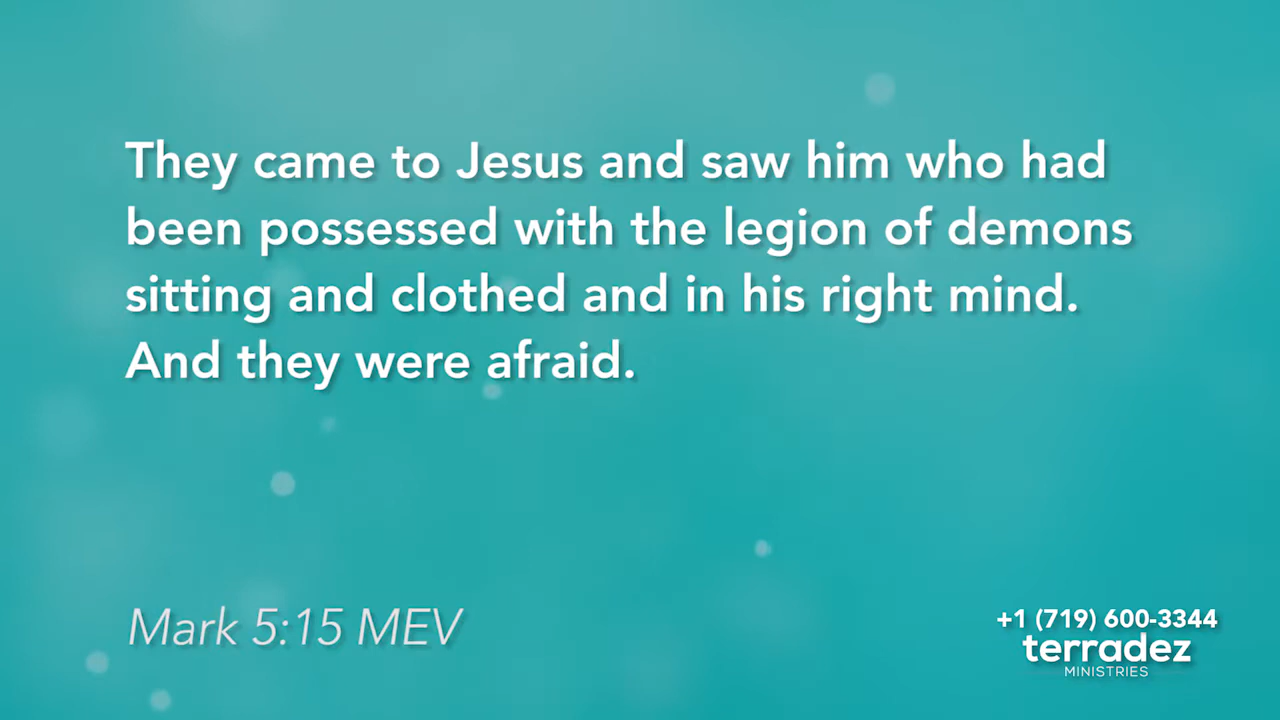 They came to Jesus and saw him who had
been possessed with the legion of demons
sitting and clothed and in his right mind.
And they were afraid.
Mark 5:15 MEV
+1 (719) 600-3344
terradez
MINISTRIES